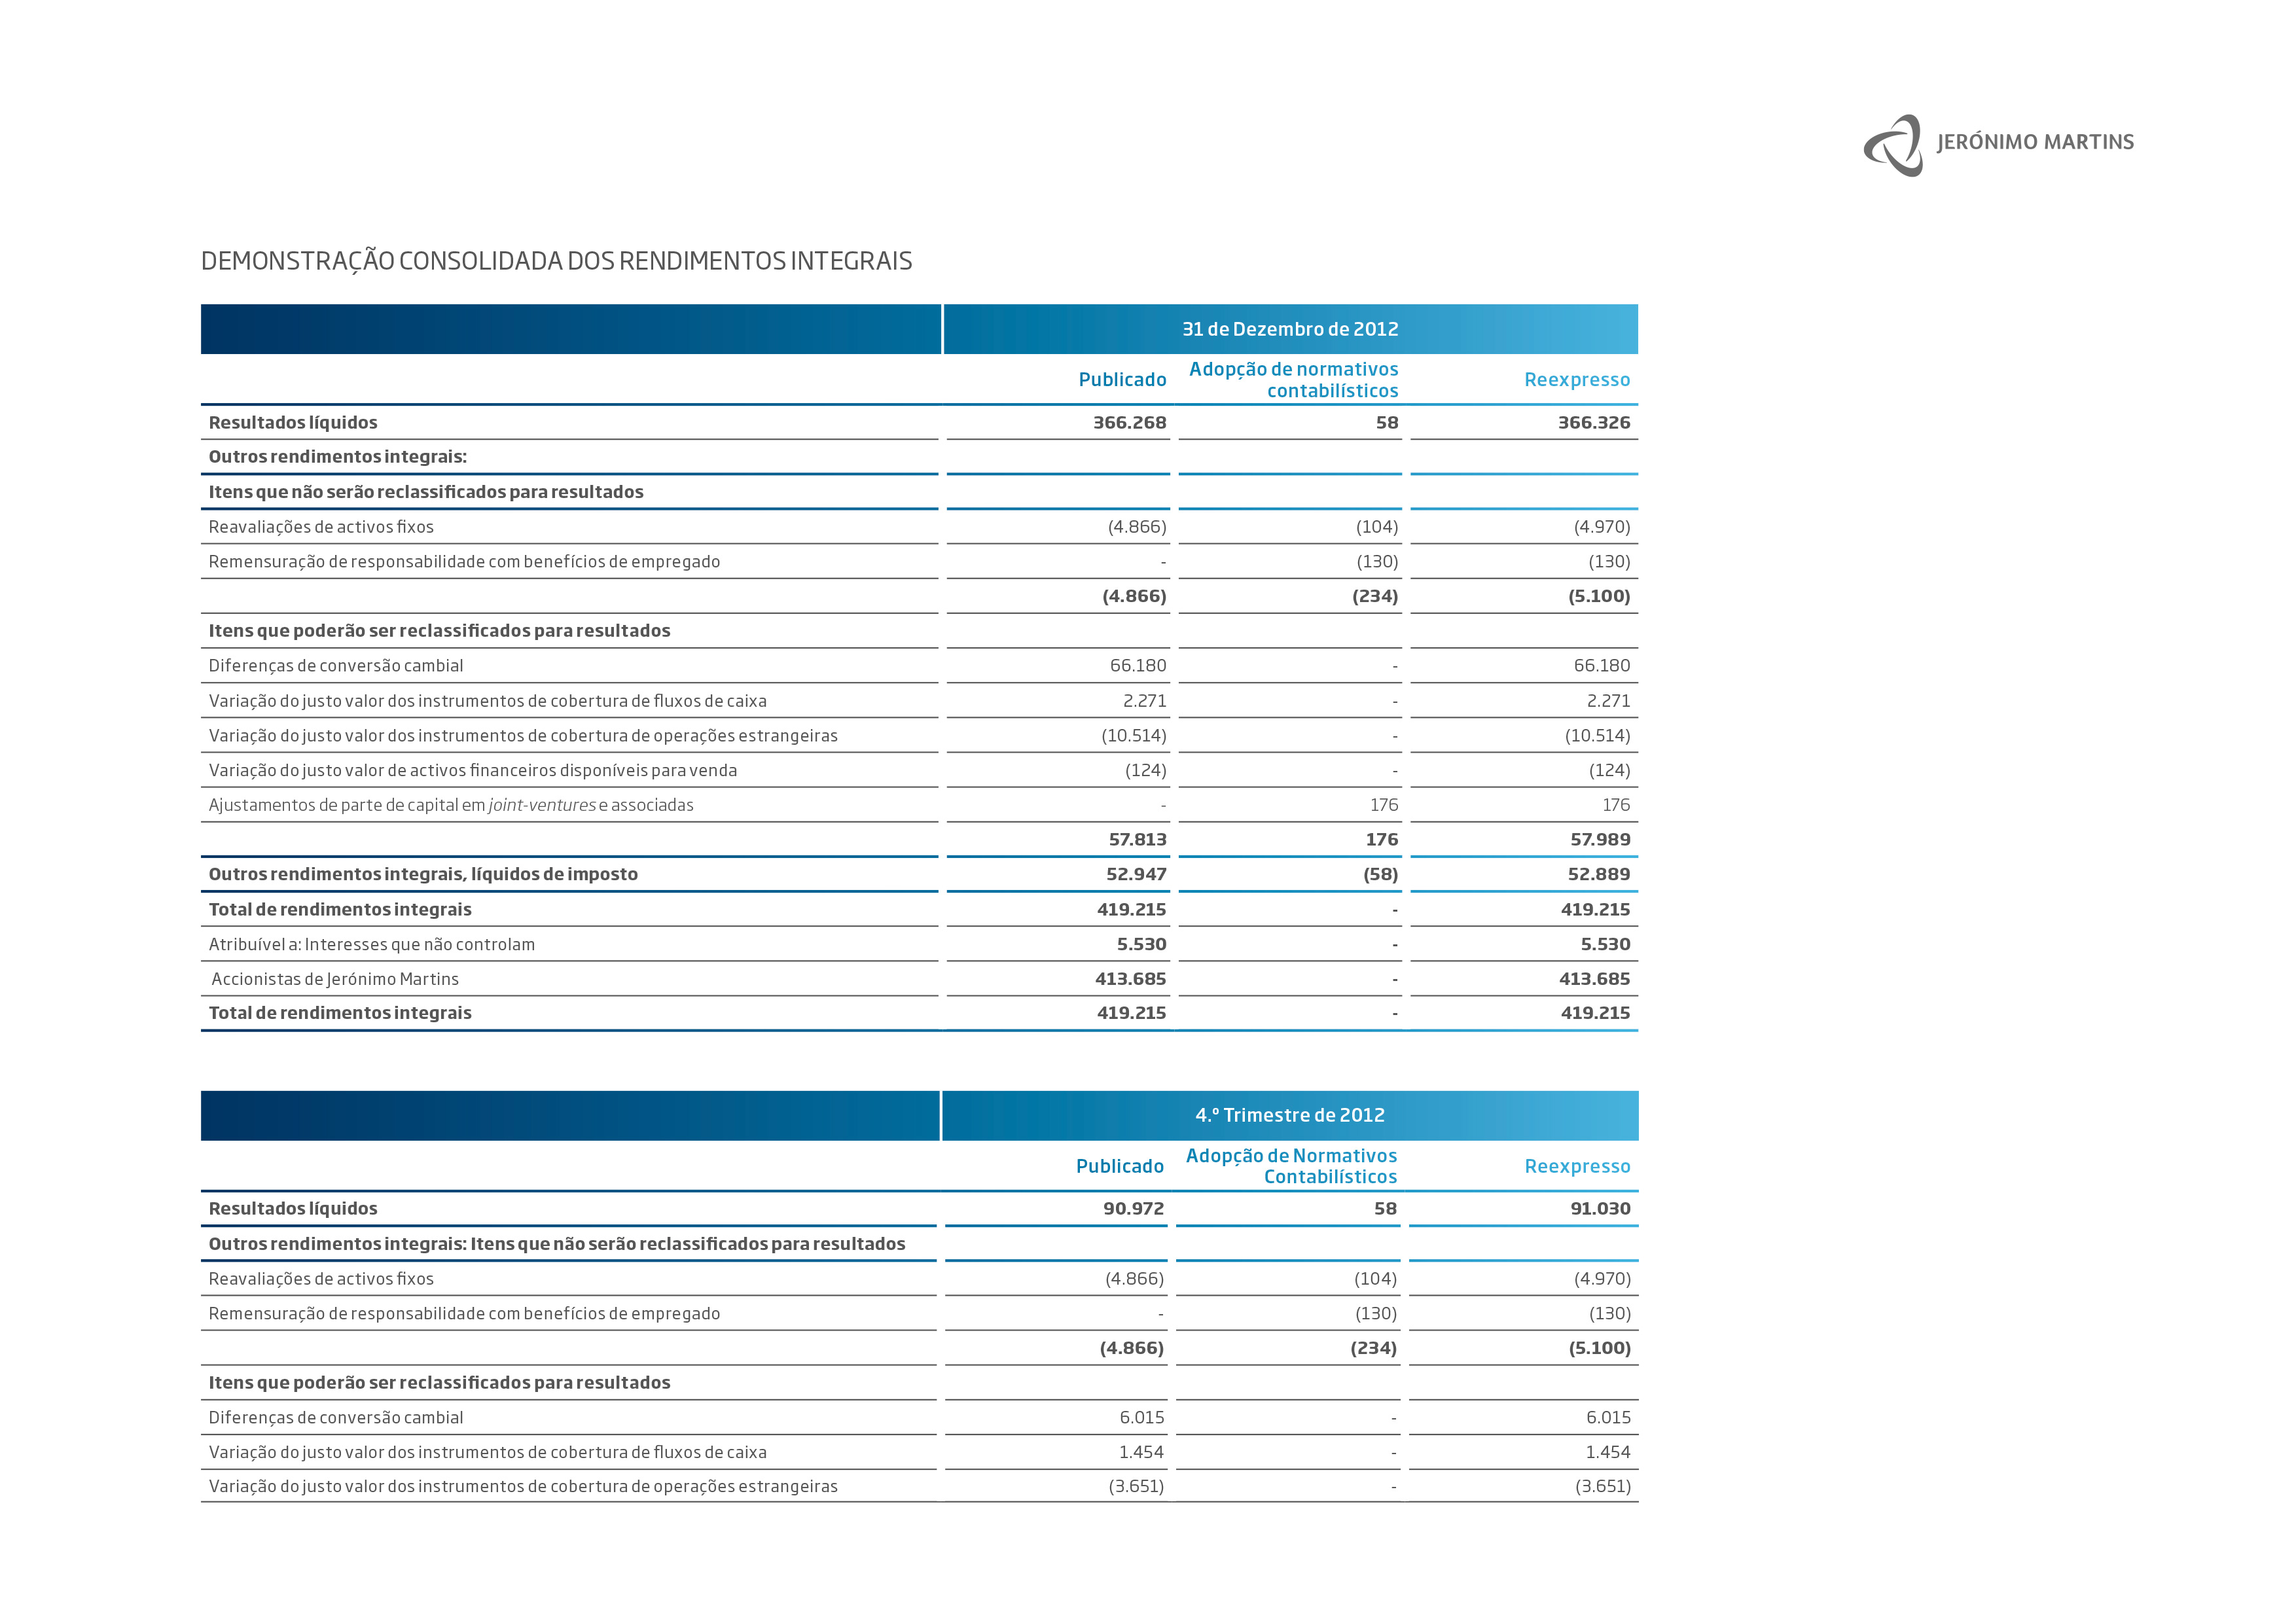 JERÓNIMO MARTINS
DEMONSTRAÇÃO CONSOLIDADA DOS RENDIMENTOS INTEGRAIS
31 de Dezembro de 2012
Publicado Adopção de normativos contabilísticos Reexpresso
Resultados líquidos 366.268 58 366.326
Outros rendimentos integrais:
Itens que não serão reclassificados para resultados
Reavaliações de activos fixos (4.866) (104) (4.970)
Remensuração de responsabilidade com benefícios de empregado - (130) (130)
(4.866) (234) (5.100)
Itens que poderão ser reclassificados para resultados
Diferenças de conversão cambial 66.180 - 66.180
Variação do justo valor dos instrumentos de cobertura de fluxos de caixa 2.271 - 2.271
Variação do justo valor dos instrumentos de cobertura de operações estrangeiras (10.514) - (10.514)
Variação do justo valor de activos financeiros disponíveis para venda (124) - (124)
Ajustamentos de parte de capital em joint-ventures e associadas - 176 176
57.813 176 57.989
Outros rendimentos integrais, líquidos de imposto 52.947 (58) 52.889
Total de rendimentos integrais 419.215 - 419.215
Atribuível a: Interesses que não controlam 5.530 - 5.530
Accionistas de Jerónimo Martins 413.685 - 413.685
Total de rendimentos integrais 419.215 - 419.215
4.º Trimestre de 2012
Publicado Adopção de Normativos Contabilísticos Reexpresso
Resultados líquidos 90.972 58 91.030
Outros rendimentos integrais: Itens que não serão reclassificados para resultados
Reavaliações de activos fixos (4.866) (104) (4.970)
Remensuração de responsabilidade com benefícios de empregado - (130) (130)
(4.866) (234) (5.100)
Itens que poderão ser reclassificados para resultados
Diferenças de conversão cambial 6.015 - 6.015
Variação do justo valor dos instrumentos de cobertura de fluxos de caixa 1.454 - 1.454
Variação do justo valor dos instrumentos de cobertura de operações estrangeiras (3.651) - (3.651)